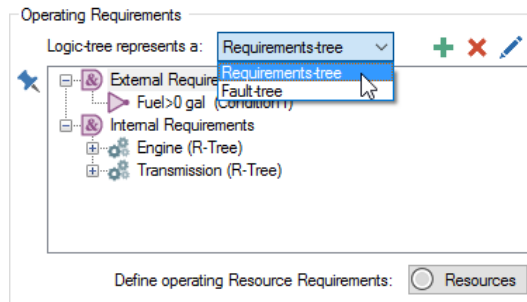 Operating Requirements
Logic-tree represents a: Requirements-tree
Requirements-tree
Fault-tree
& External Require
Fuel>0 gal (Condition1)
& Internal Requirements
Engine (R-Tree)
Transmission (R-Tree)
Define operating Resource Requirements: Resources